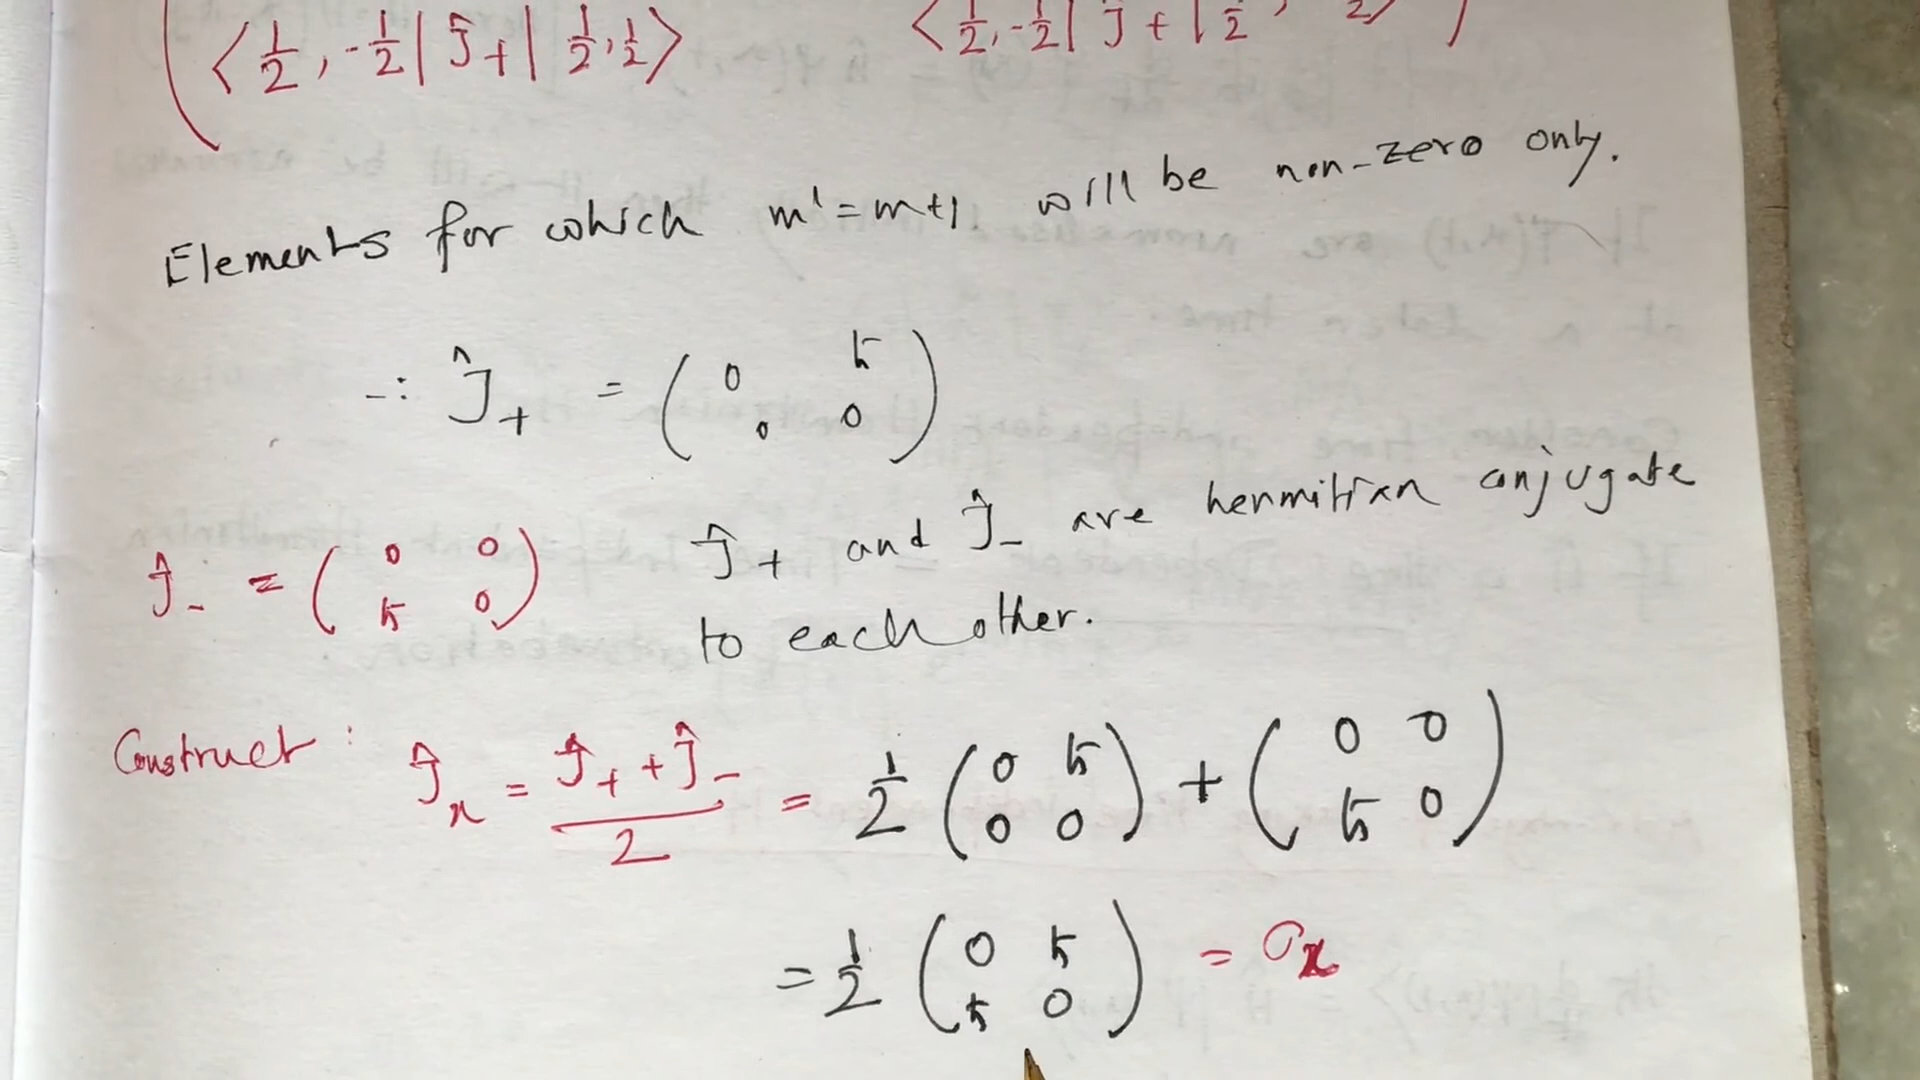 ⟨1/2, -1/2| Ĵ+ | 1/2, 1/2⟩ ⟨1/2, -1/2| J+ | 1/2, 1/2⟩
Elements for which m' = m+1 will be non-zero only.
∴ Ĵ+ = ( 0 ħ ; 0 0 )
Ĵ+ and Ĵ- are hermitian conjugate
to each other.
Ĵ- = ( 0 0 ; ħ 0 )
Construct : Ĵx = (Ĵ+ + Ĵ-)/2 = 1/2 ( 0 ħ ; 0 0 ) + ( 0 0 ; ħ 0 )
= 1/2 ( 0 ħ ; ħ 0 ) = σx